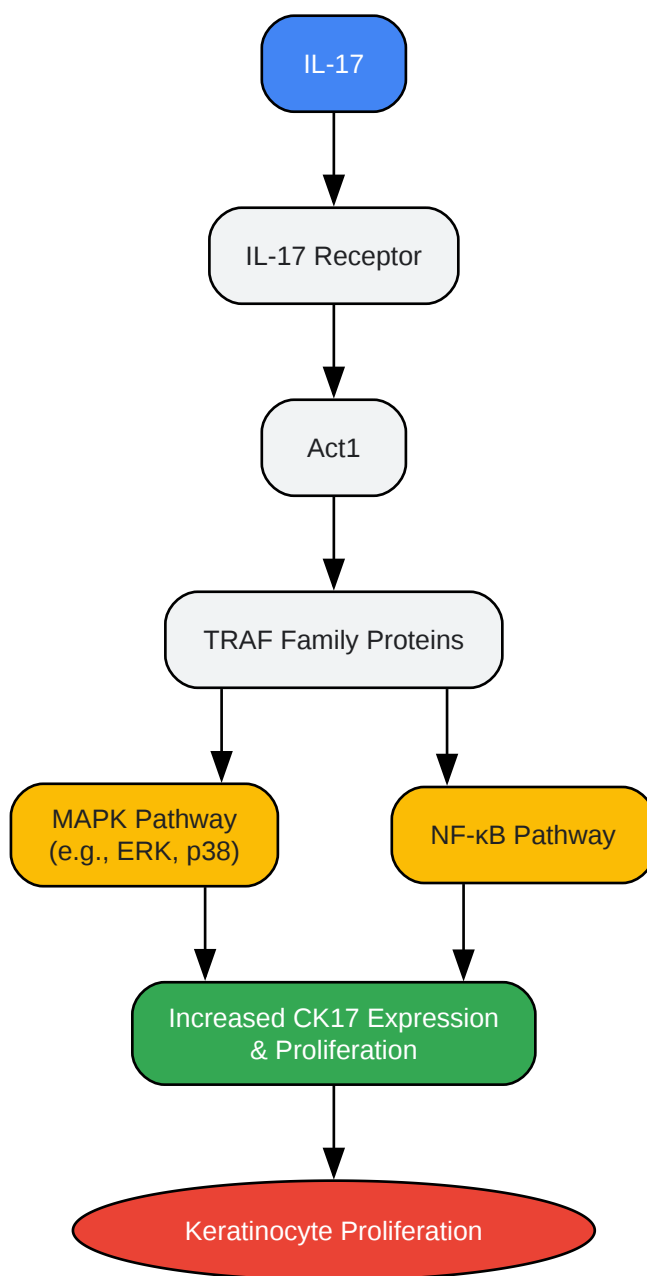 IL-17
IL-17 Receptor
Act1
TRAF Family Proteins
MAPK Pathway
(e.g., ERK, p38)
NF-κB Pathway
Increased CK17 Expression
& Proliferation
Keratinocyte Proliferation